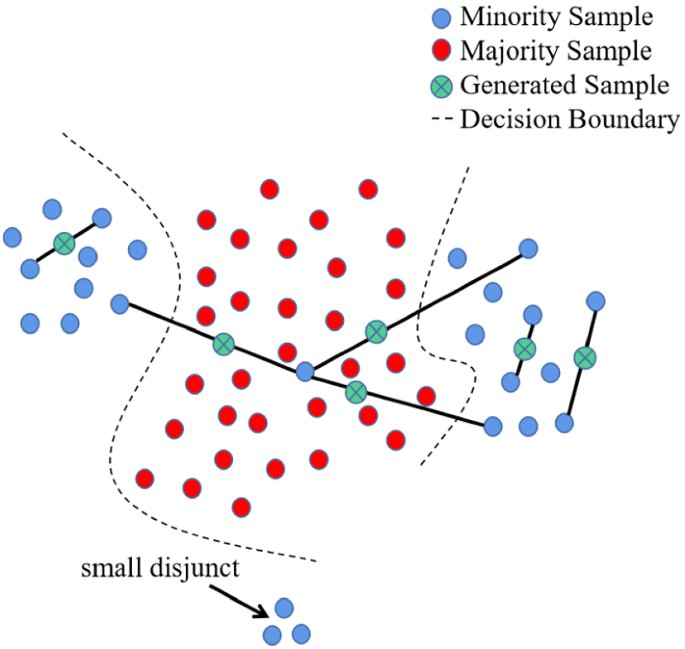 Minority Sample
Majority Sample
Generated Sample
Decision Boundary
small disjunct